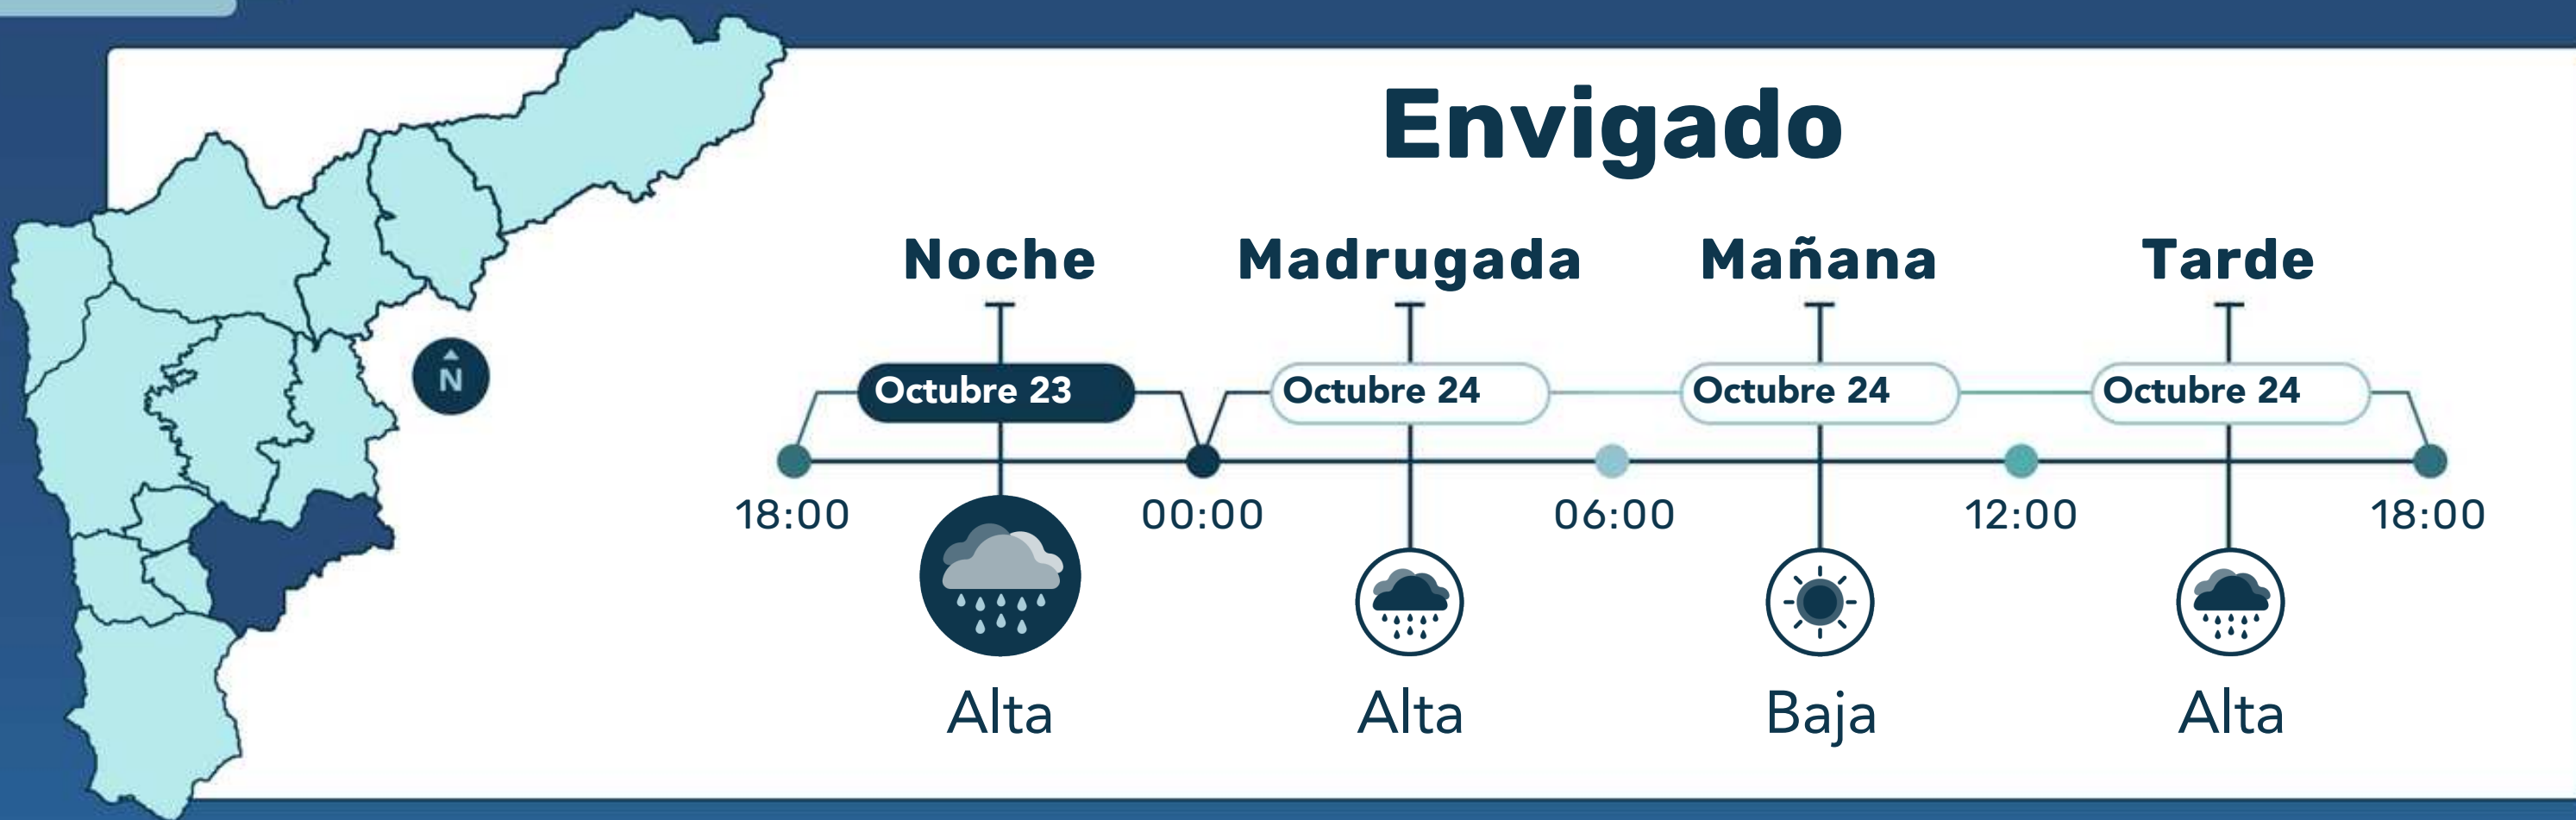 Envigado
Noche Madrugada Mañana Tarde
N
Octubre 23 Octubre 24 Octubre 24 Octubre 24
18:00 00:00 06:00 12:00 18:00
Alta Alta Baja Alta